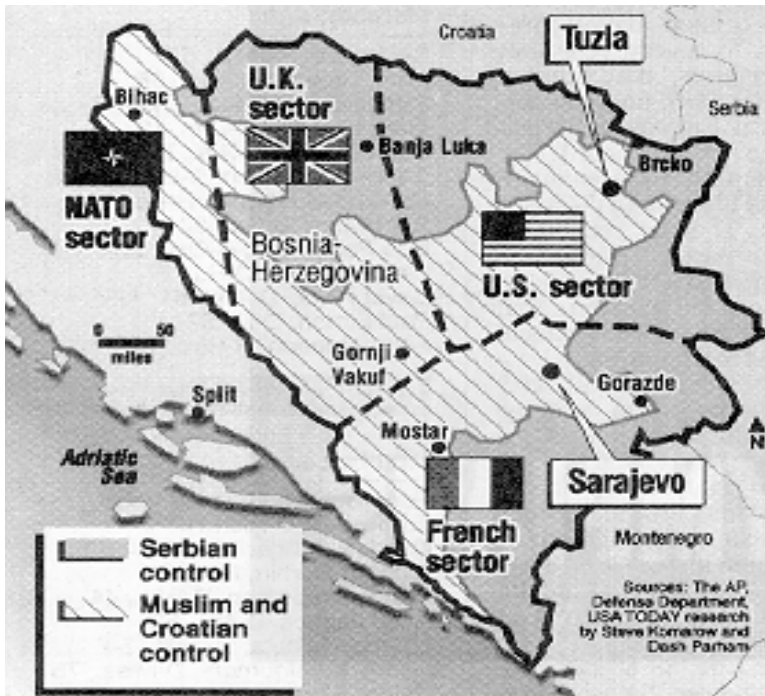 Croatia
Tuzla
U.K.
sector
Bihac
Serbia
Banja Luka
Brcko
NATO
sector
Bosnia-
Herzegovina
U.S. sector
0 50
miles
Gornji
Vakuf
Gorazde
Split
Mostar
N
Adriatic
Sea
Sarajevo
French
sector
Montenegro
Serbian
control
Muslim and
Croatian
control
Sources: The AP,
Defense Department,
USA TODAY research
by Steve Komarow and
Dash Parham